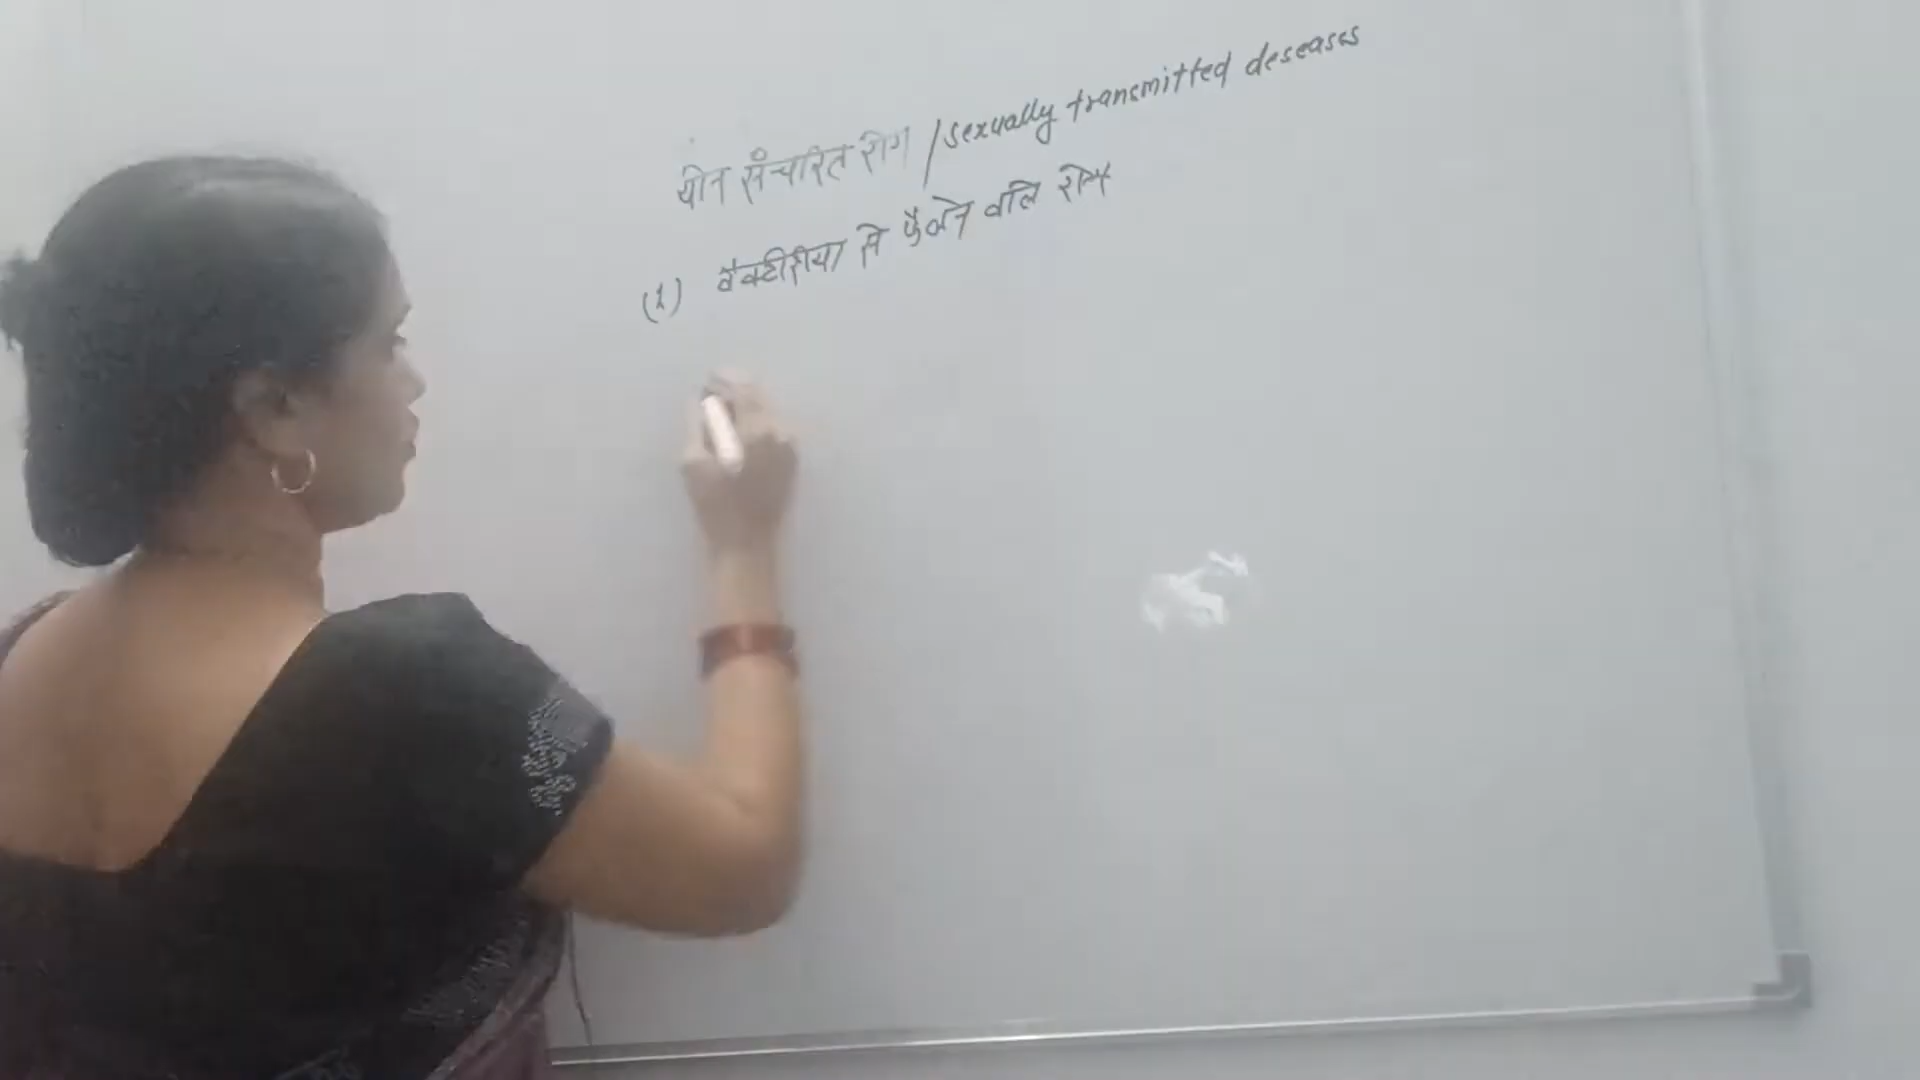 यौन संचारित रोग / sexually transmitted deseases
(1) बैक्टीरिया से फैलने वाले रोग